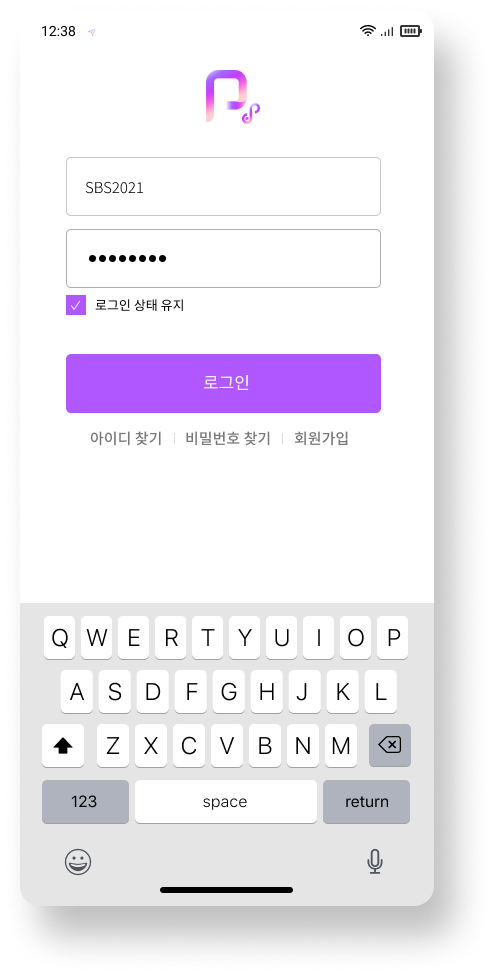 12:38
SBS2021
로그인 상태 유지
로그인
아이디 찾기 | 비밀번호 찾기 | 회원가입
Q W E R T Y U I O P
A S D F G H J K L
Z X C V B N M
123 space return